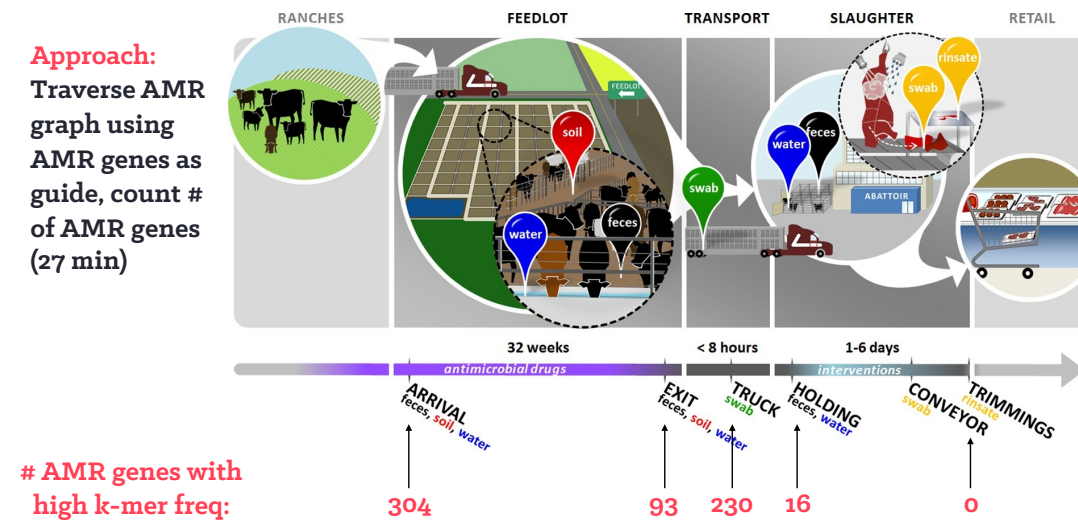 RANCHES
FEEDLOT
TRANSPORT
SLAUGHTER
RETAIL
Approach:
Traverse AMR
graph using
AMR genes as
guide, count #
of AMR genes
(27 min)
FEEDLOT
soil
water
feces
swab
water
feces
swab
rinsate
ABATTOIR
32 weeks
< 8 hours
1-6 days
antimicrobial drugs
interventions
ARRIVAL
feces, soil, water
EXIT
feces, soil, water
TRUCK
swab
HOLDING
feces, water
CONVEYOR
swab
TRIMMINGS
rinsate
# AMR genes with
high k-mer freq:
304
93
230
16
0